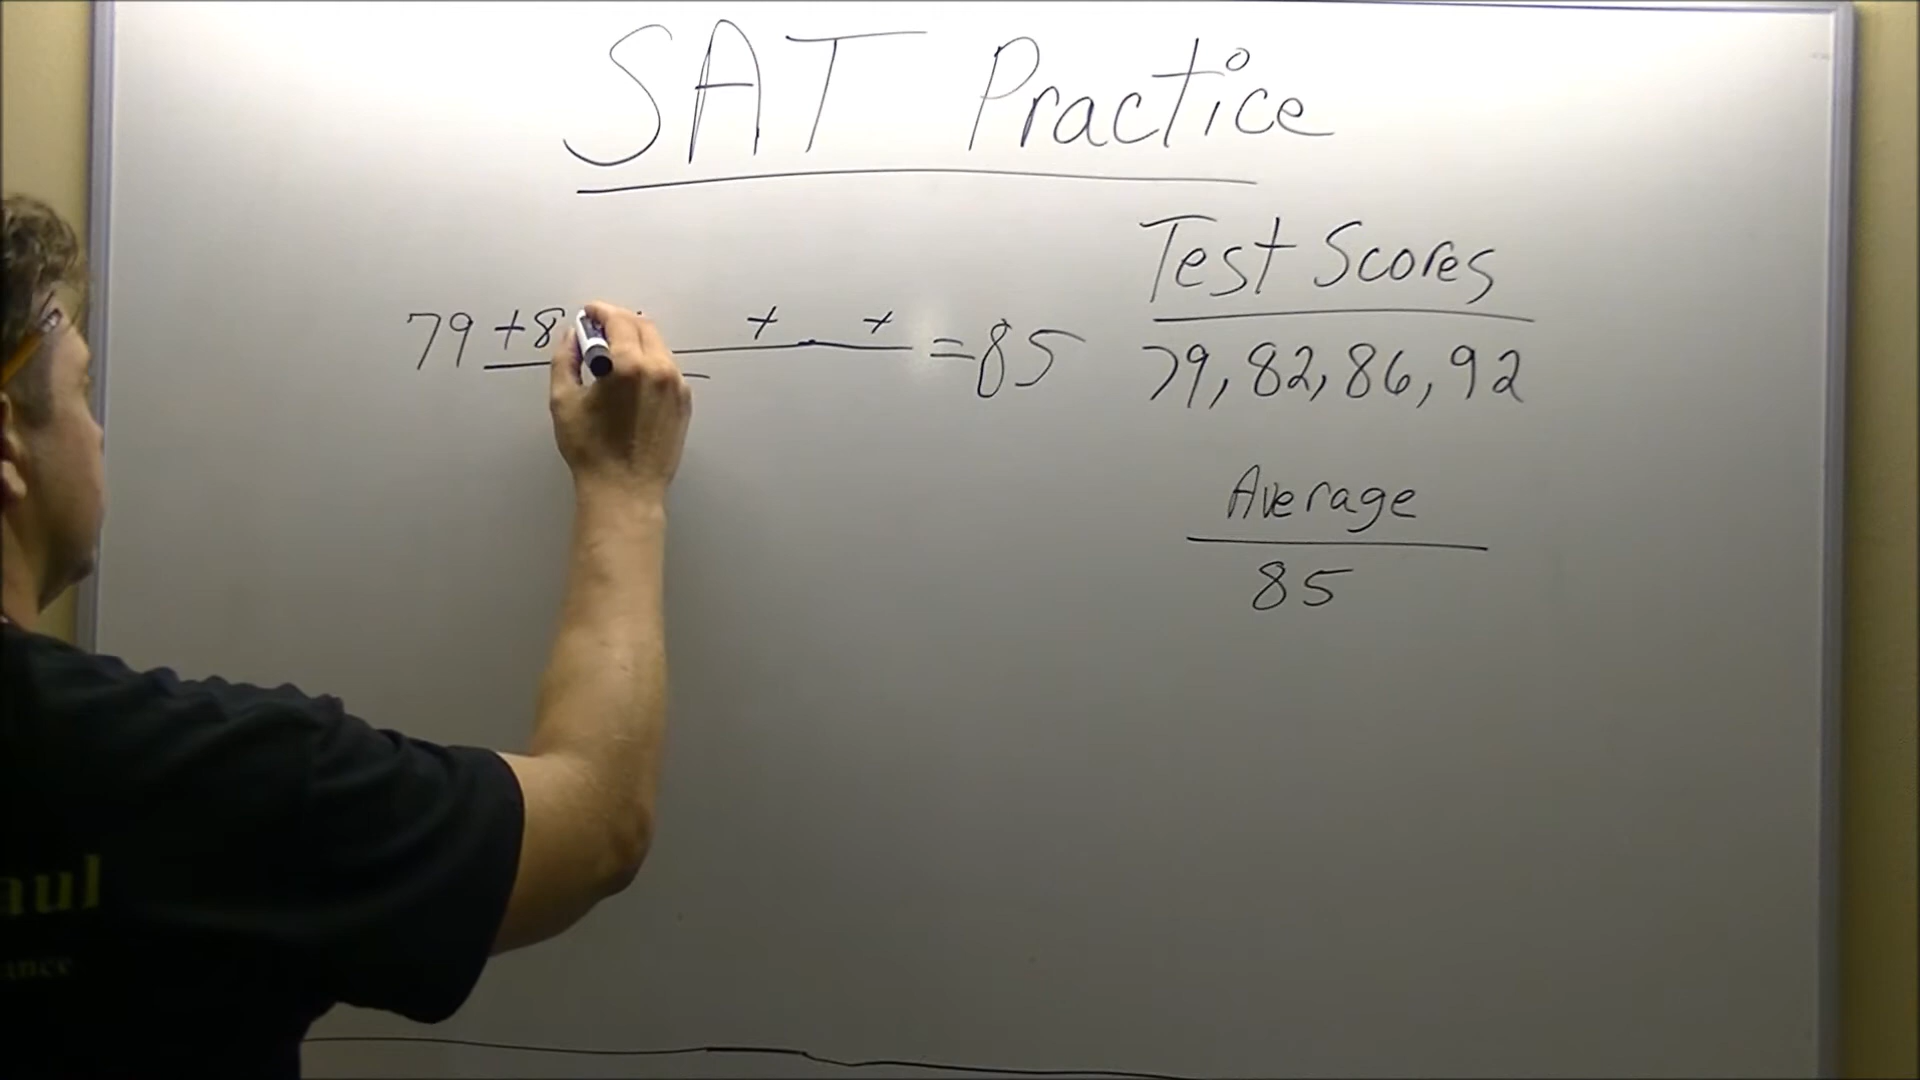 SAT Practice
Test Scores
79 +8 + + = 85
79, 82, 86, 92
Average
85